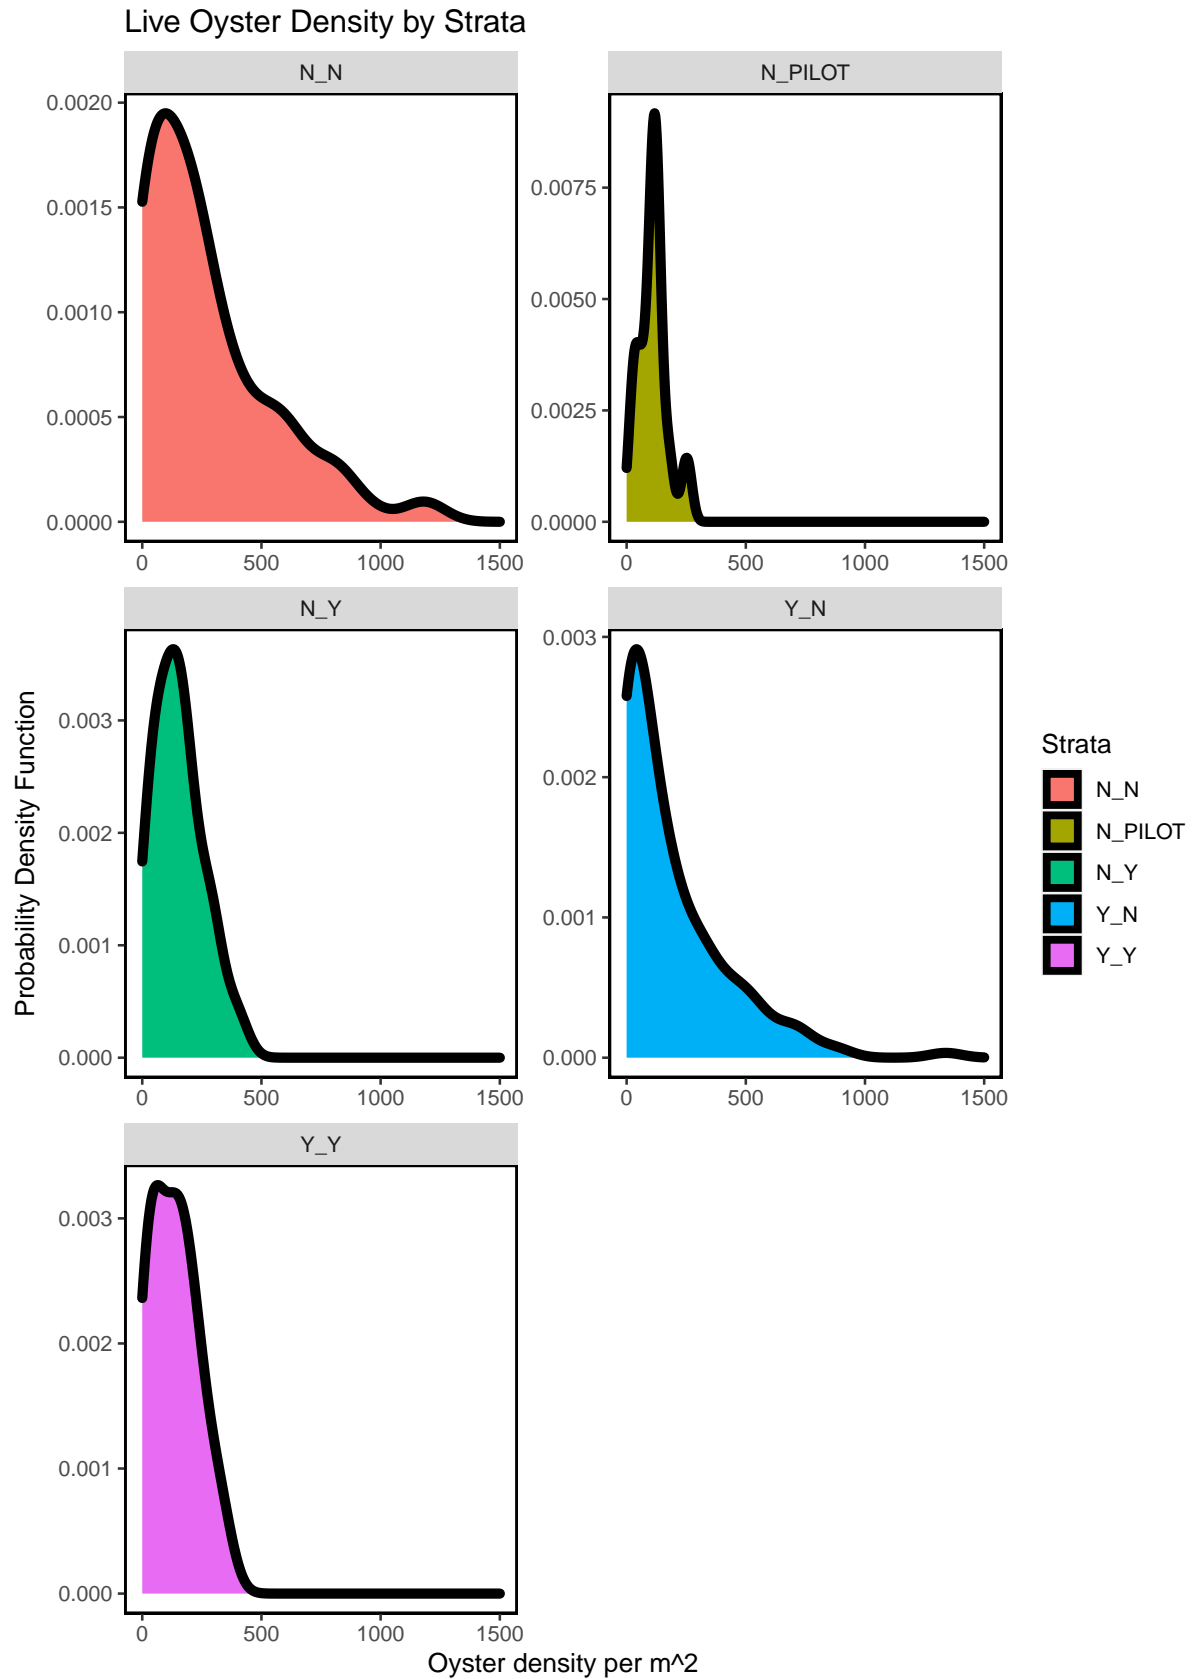 Live Oyster Density by Strata
N_N
N_PILOT
0.0020
0.0015
0.0010
0.0005
0.0000
0.0075
0.0050
0.0025
0.0000
0 500 1000 1500
0 500 1000 1500
N_Y
Y_N
0.003
0.002
0.001
0.000
0.003
0.002
0.001
0.000
0 500 1000 1500
0 500 1000 1500
Y_Y
0.003
0.002
0.001
0.000
0 500 1000 1500
Probability Density Function
Oyster density per m^2
Strata
N_N
N_PILOT
N_Y
Y_N
Y_Y